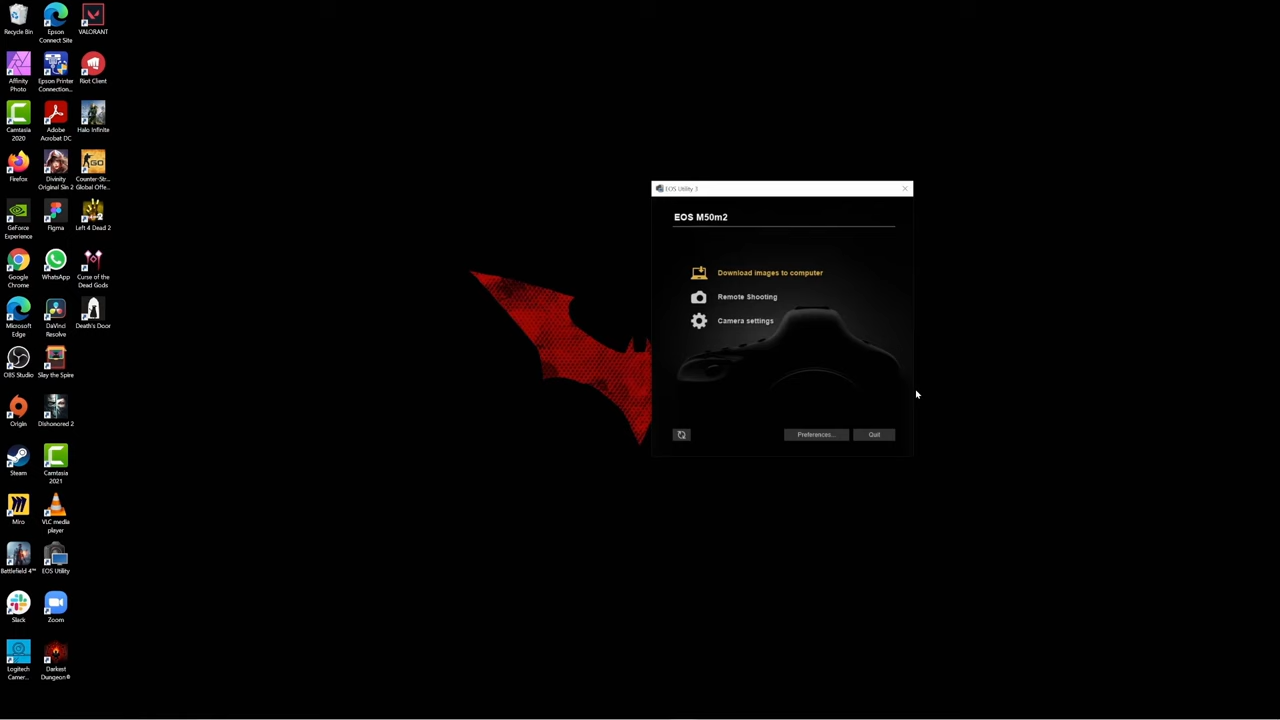 Recycle Bin
Epson
Connect Site
VALORANT
Affinity
Photo
Epson Printer
Connection...
Riot Client
Camtasia
2020
Adobe
Acrobat DC
Halo Infinite
Firefox
Divinity
Original Sin 2
Counter-Str...
Global Offe...
GeForce
Experience
Figma
Left 4 Dead 2
Google
Chrome
WhatsApp
Curse of the
Dead Gods
Microsoft
Edge
DaVinci
Resolve
Death's Door
OBS Studio
Slay the Spire
Origin
Dishonored 2
Steam
Camtasia
2021
Miro
VLC media
player
Battlefield 4™
EOS Utility
Slack
Zoom
Logitech
Camer...
Darkest
Dungeon®
EOS Utility 3
EOS M50m2
Download images to computer
Remote Shooting
Camera settings
Preferences...
Quit